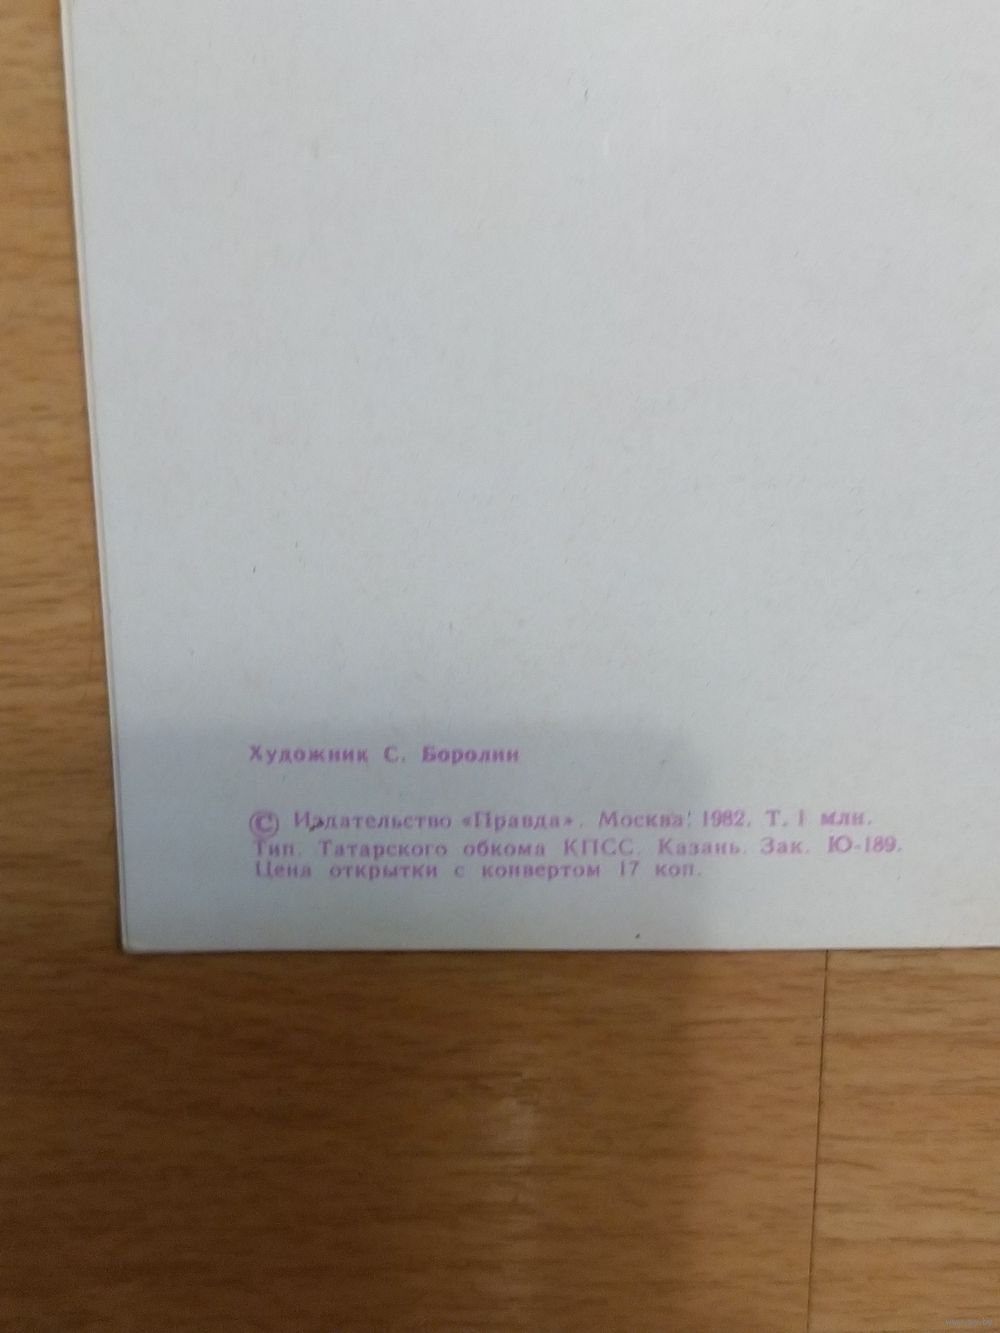 Художник С. Боролин
© Издательство «Правда». Москва. 1982. Т. 1 млн.
Тип. Татарского обкома КПСС. Казань. Зак. Ю-189.
Цена открытки с конвертом 17 коп.